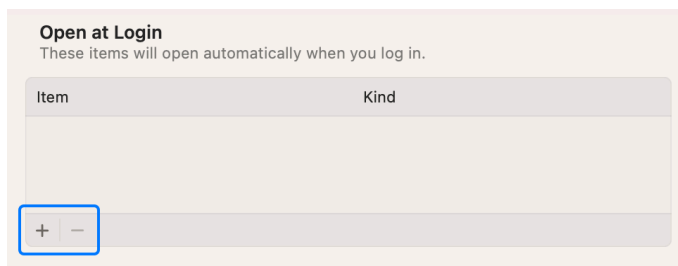 Open at Login
These items will open automatically when you log in.
Item Kind
+ −